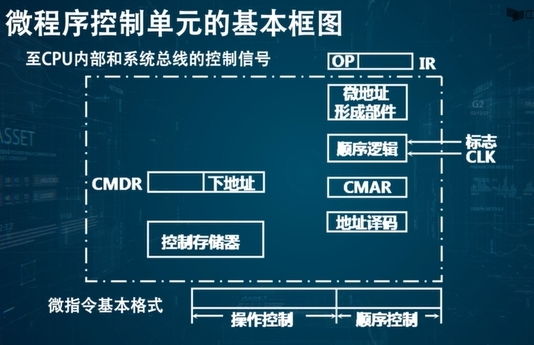 微程序控制单元的基本框图
至CPU内部和系统总线的控制信号
OP
IR
微地址
形成部件
顺序逻辑
标志
CLK
CMDR
下地址
CMAR
控制存储器
地址译码
微指令基本格式
操作控制
顺序控制